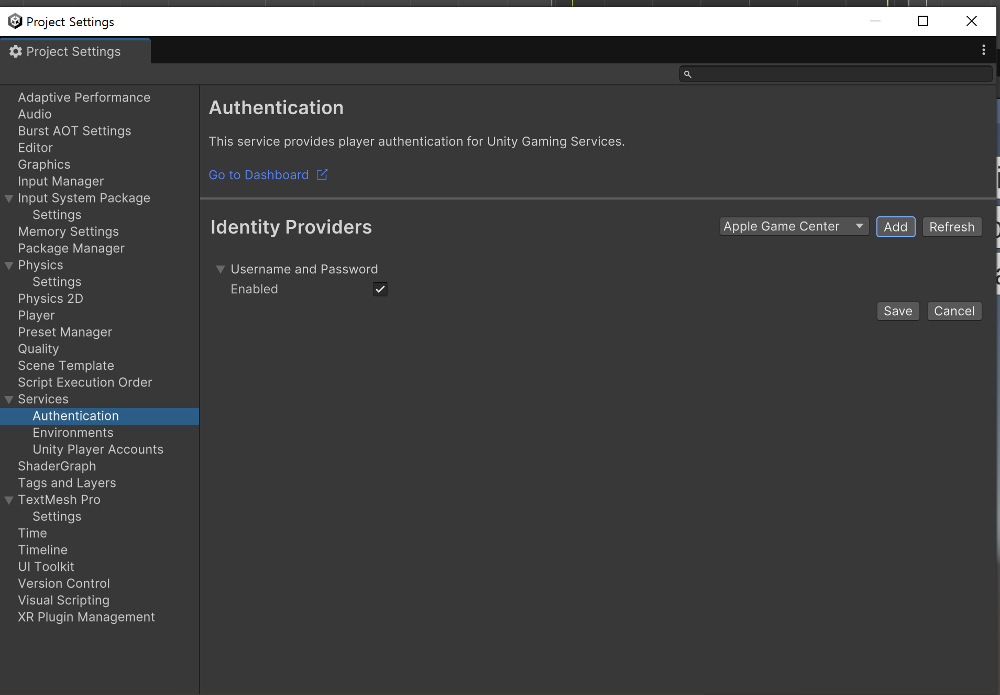 Project Settings
Project Settings
Adaptive Performance
Audio
Burst AOT Settings
Editor
Graphics
Input Manager
Input System Package
Settings
Memory Settings
Package Manager
Physics
Settings
Physics 2D
Player
Preset Manager
Quality
Scene Template
Script Execution Order
Services
Authentication
Environments
Unity Player Accounts
ShaderGraph
Tags and Layers
TextMesh Pro
Settings
Time
Timeline
UI Toolkit
Version Control
Visual Scripting
XR Plugin Management
Authentication
This service provides player authentication for Unity Gaming Services.
Go to Dashboard
Identity Providers
Apple Game Center
Add
Refresh
Username and Password
Enabled
Save
Cancel